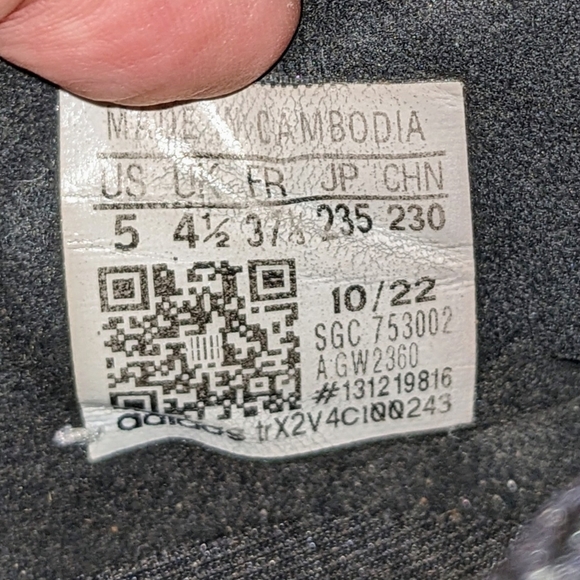 MADE IN CAMBODIA
US UK FR JP CHN
5 4½ 37⅓ 235 230
10/22
SGC 753002
A:GW2360
#131219816
adidas trX2V4CI00243